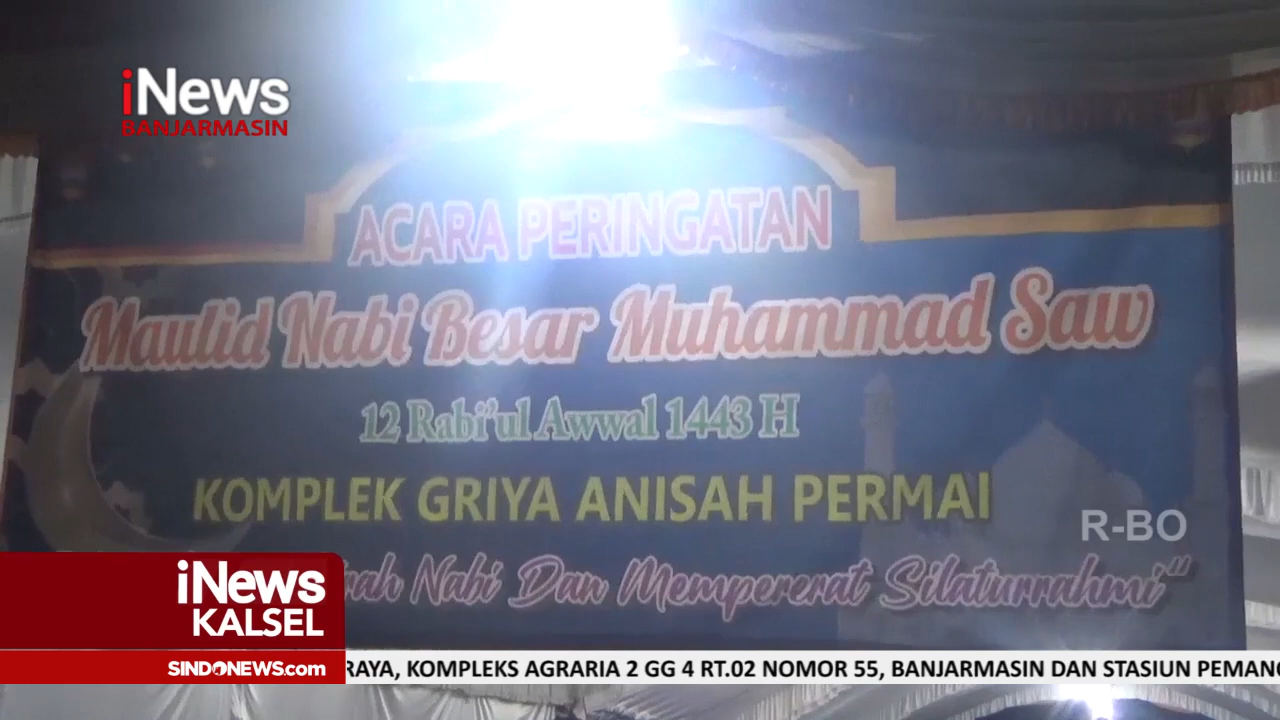 iNews
BANJARMASIN
ACARA PERINGATAN
Maulid Nabi Besar Muhammad Saw
12 Rabi'ul Awwal 1443 H
KOMPLEK GRIYA ANISAH PERMAI
R-BO
Nabi Dan Mempererat Silaturrahmi"
iNews
KALSEL
SINDONEWS.com
RAYA, KOMPLEKS AGRARIA 2 GG 4 RT.02 NOMOR 55, BANJARMASIN DAN STASIUN PEMANC